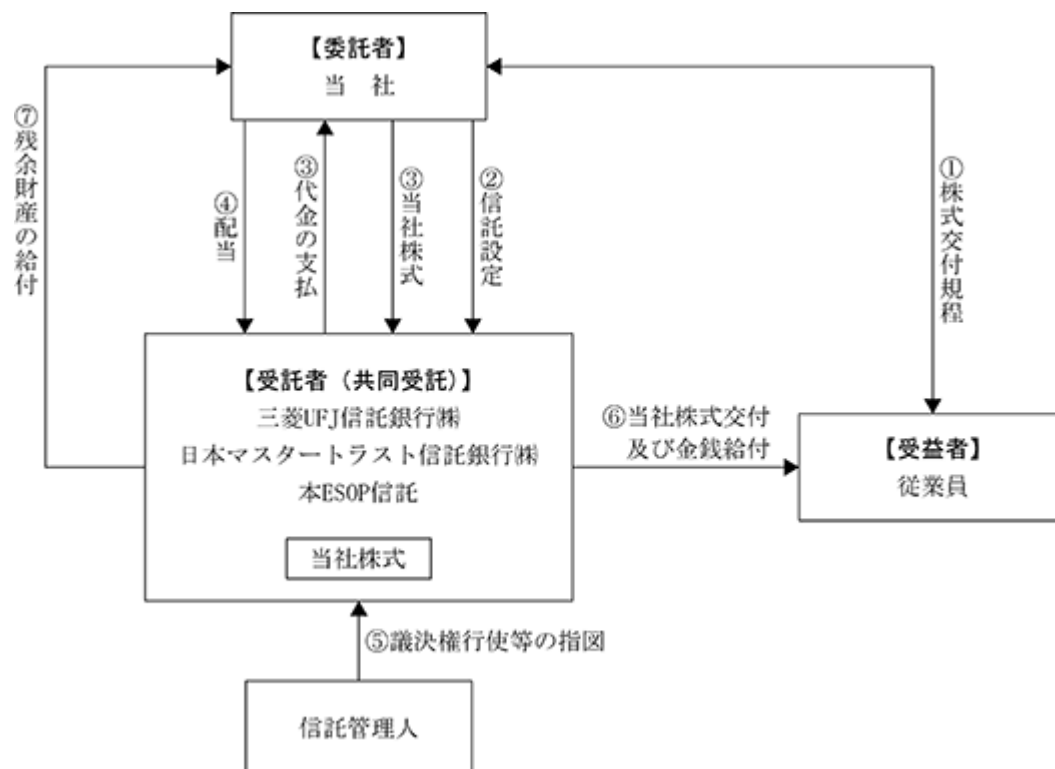 【委託者】
当 社
⑦残余財産の給付
④配当
③代金の支払
③当社株式
②信託設定
①株式交付規程
【受託者(共同受託)】
三菱UFJ信託銀行㈱
日本マスタートラスト信託銀行㈱
本ESOP信託
当社株式
⑥当社株式交付
及び金銭給付
【受益者】
従業員
⑤議決権行使等の指図
信託管理人